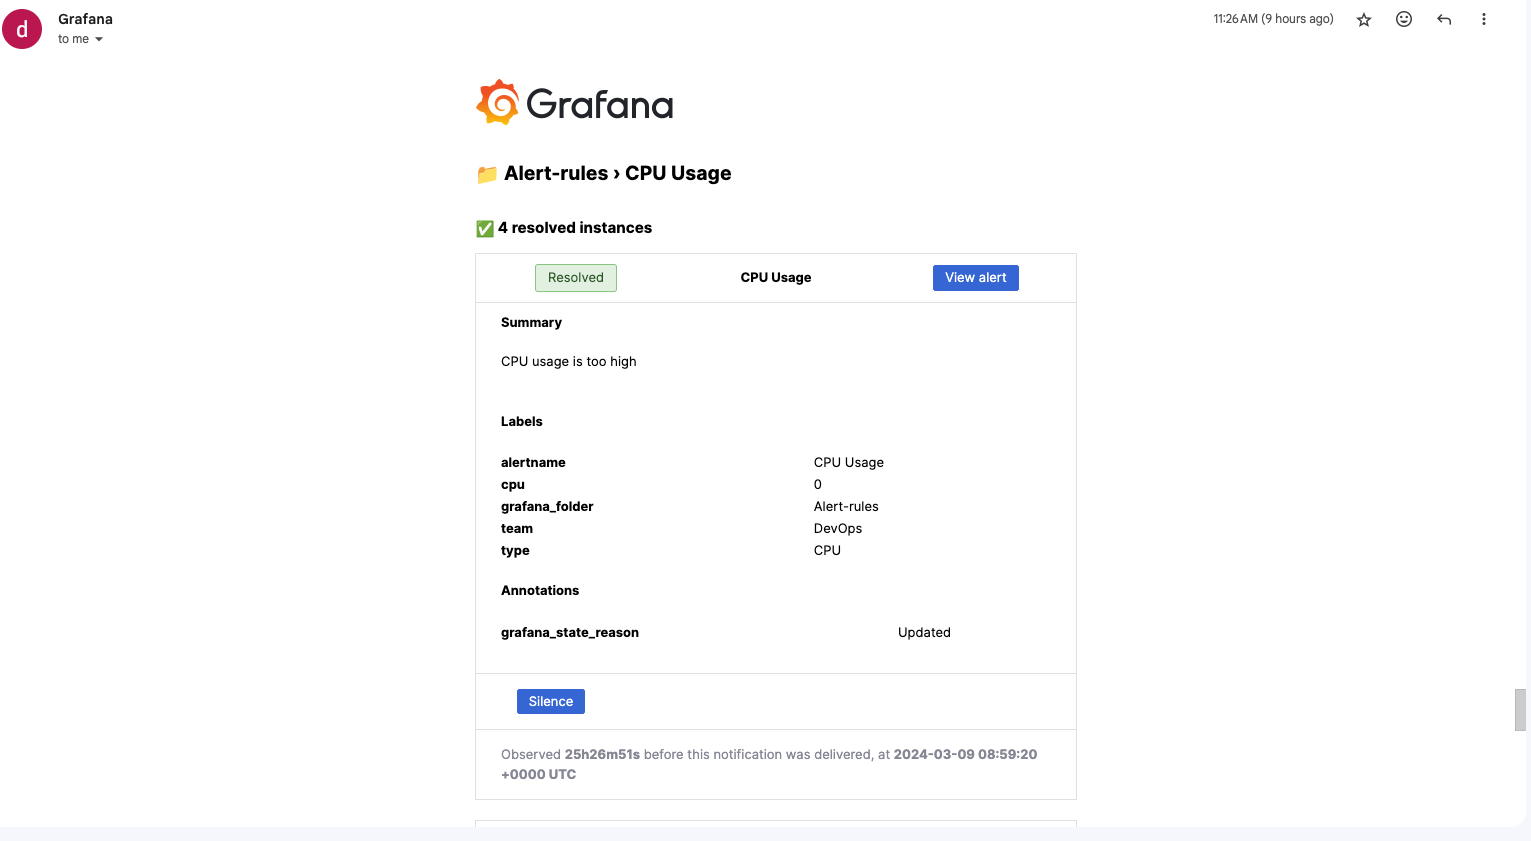 d
Grafana
11:26 AM (9 hours ago)
to me
Grafana
📁 Alert-rules › CPU Usage
✅ 4 resolved instances
Resolved
CPU Usage
View alert
Summary
CPU usage is too high
Labels
alertname CPU Usage
cpu 0
grafana_folder Alert-rules
team DevOps
type CPU
Annotations
grafana_state_reason Updated
Silence
Observed 25h26m51s before this notification was delivered, at 2024-03-09 08:59:20
+0000 UTC